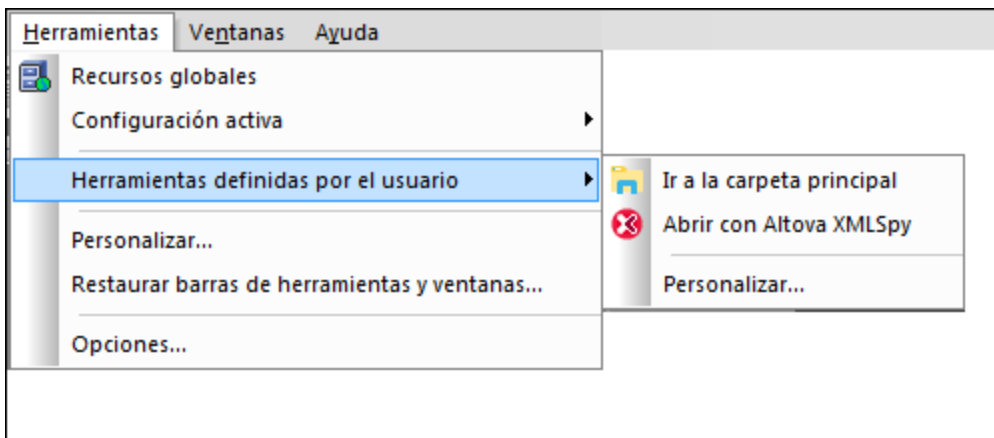 Herramientas Ventanas Ayuda
Recursos globales
Configuración activa
Herramientas definidas por el usuario
Ir a la carpeta principal
Abrir con Altova XMLSpy
Personalizar...
Personalizar...
Restaurar barras de herramientas y ventanas...
Opciones...